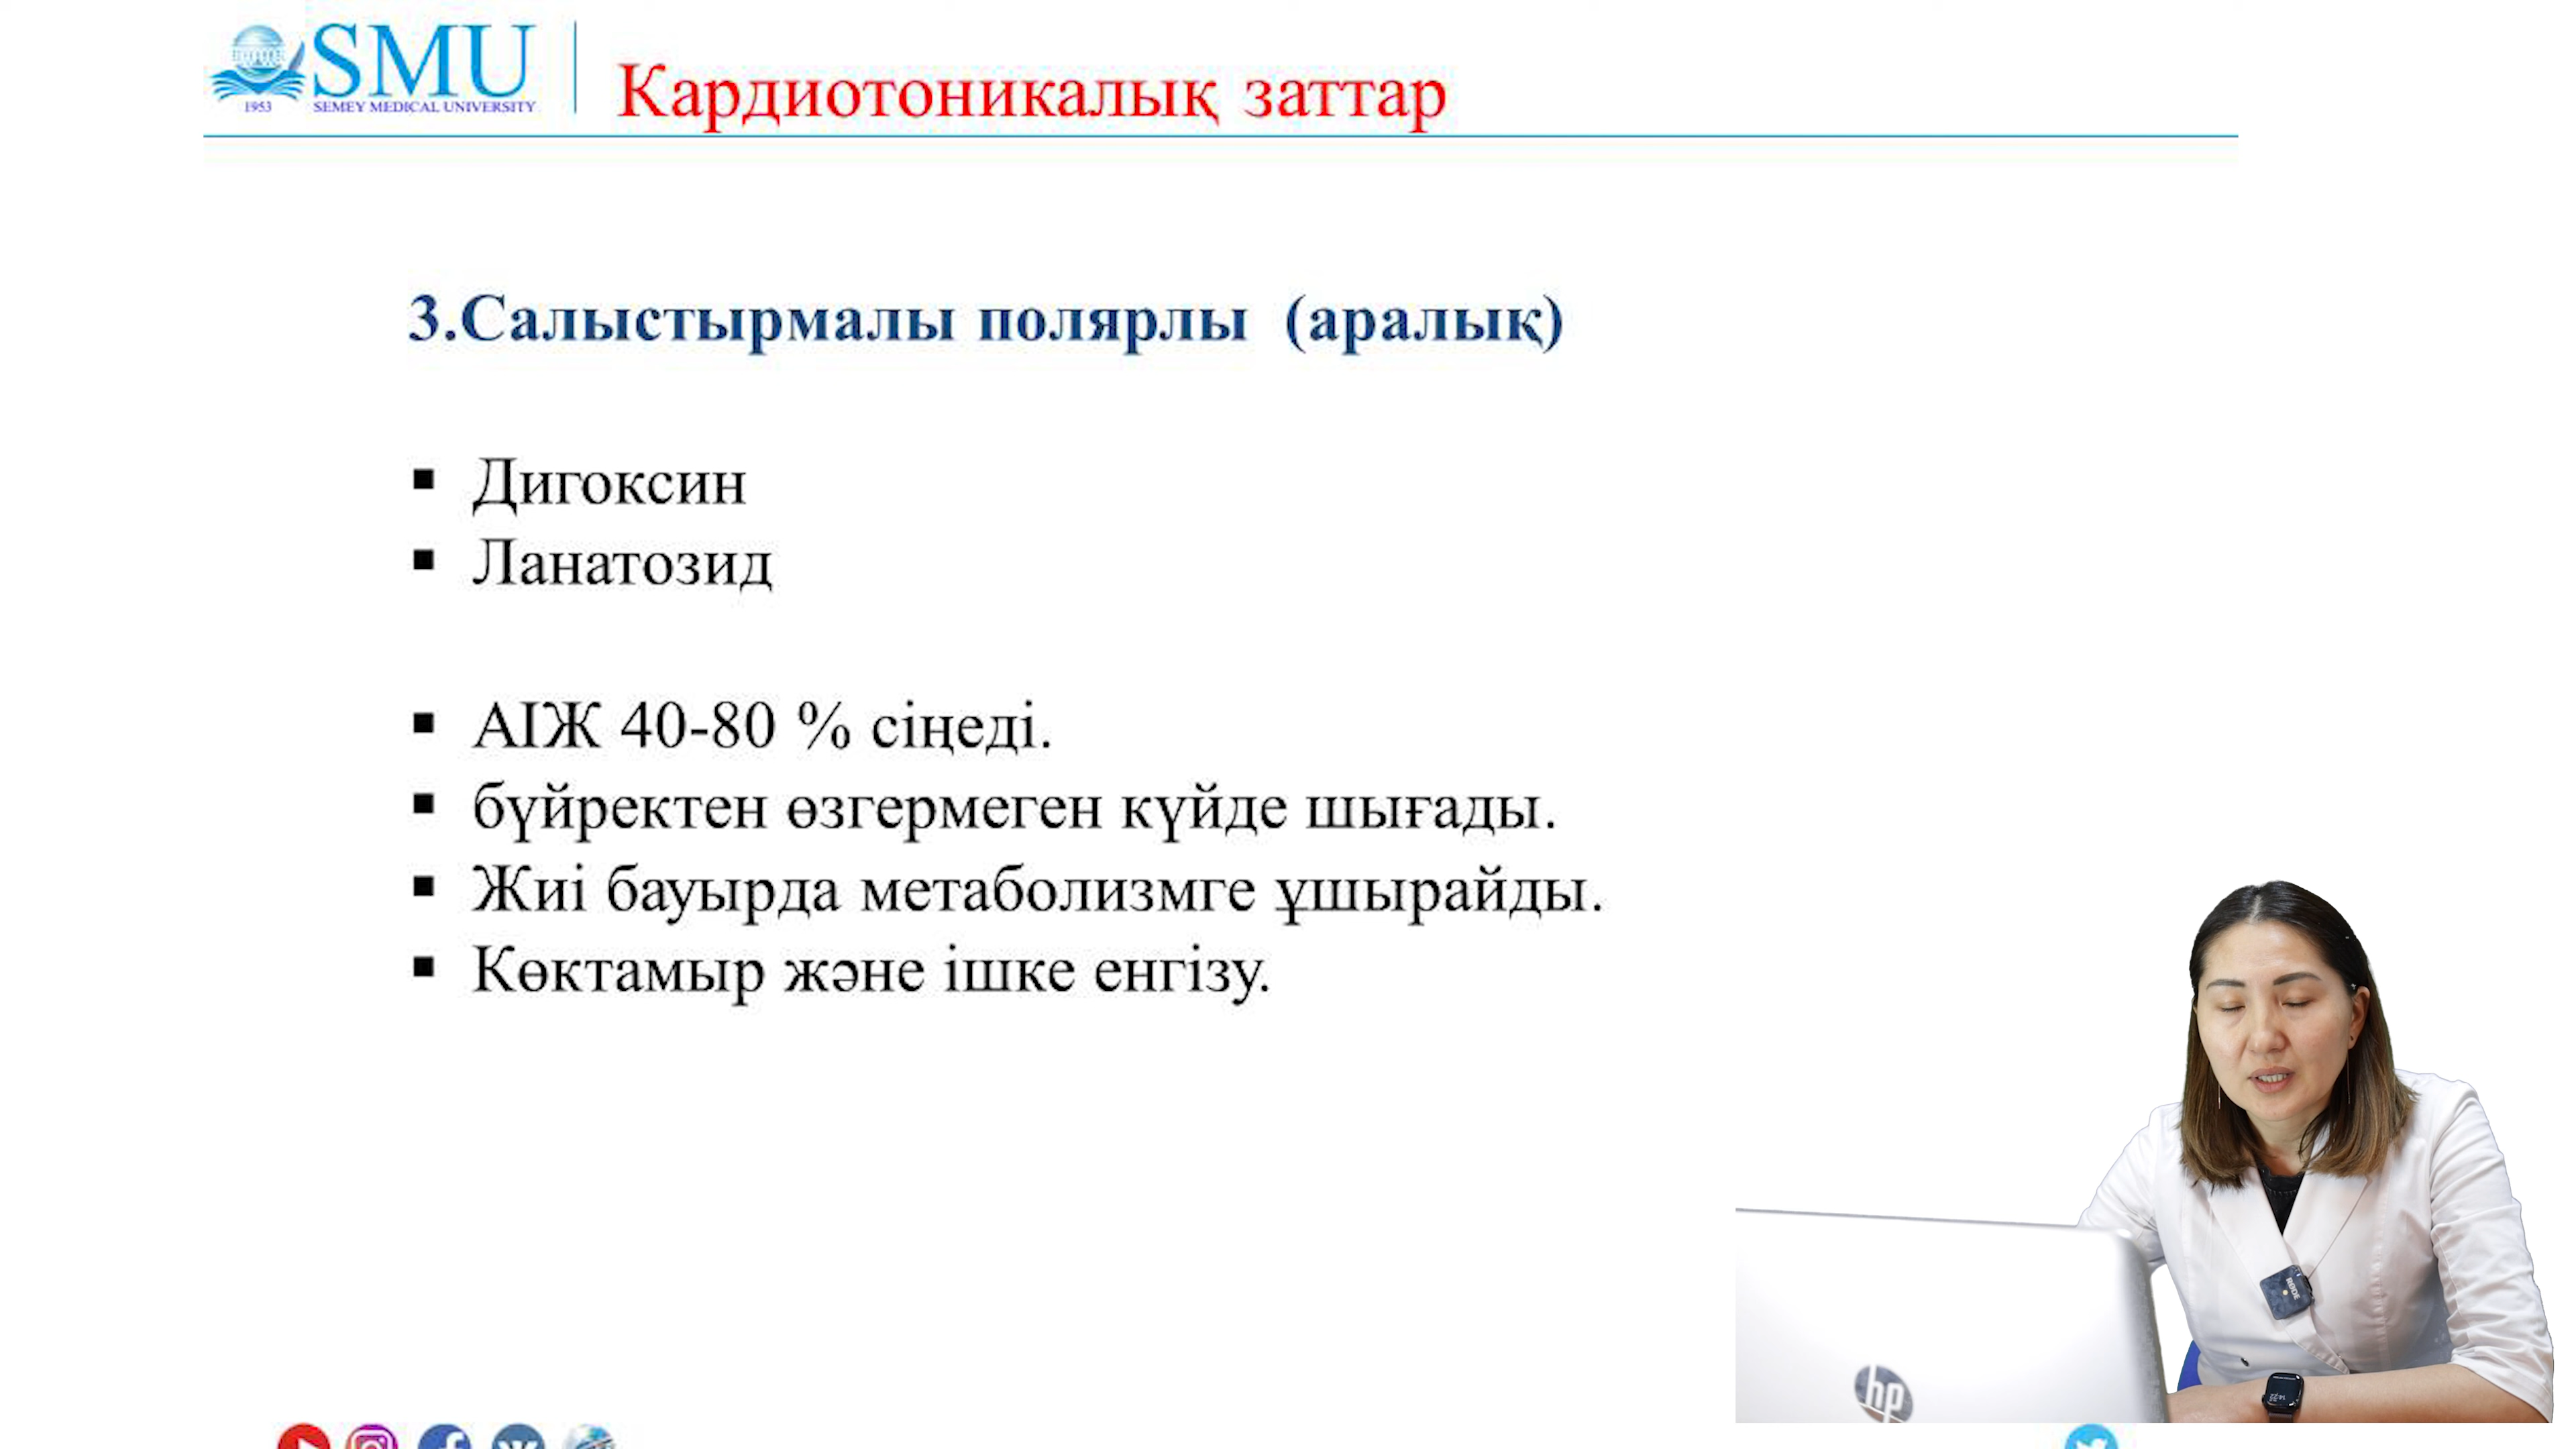 SMU
1953 SEMEY MEDICAL UNIVERSITY
Кардиотоникалық заттар
3.Салыстырмалы полярлы (аралық)
▪ Дигоксин
▪ Ланатозид
▪ АІЖ 40-80 % сіңеді.
▪ бүйректен өзгермеген күйде шығады.
▪ Жиі бауырда метаболизмге ұшырайды.
▪ Көктамыр және ішке енгізу.
hp